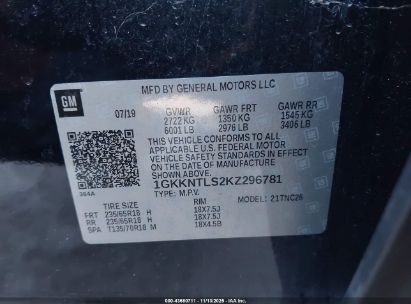 MFD BY GENERAL MOTORS LLC
GM
07/19
GVWR GAWR FRT GAWR RR
2722 KG 1350 KG 1545 KG
6001 LB 2976 LB 3406 LB
THIS VEHICLE CONFORMS TO ALL APPLICABLE U.S.
FEDERAL MOTOR VEHICLE SAFETY AND THEFT
PREVENTION STANDARDS IN EFFECT ON THE
DATE OF MANUFACTURE SHOWN ABOVE.
1GKKNTLS2KZ296781
TYPE: M.P.V. MODEL: 21TNC26
TIRE SIZE RIM
FRT 235/65R18 H 18X7.5J
RR 235/65R18 H 18X7.5J
SPA T135/70R18 M 18X4.5B